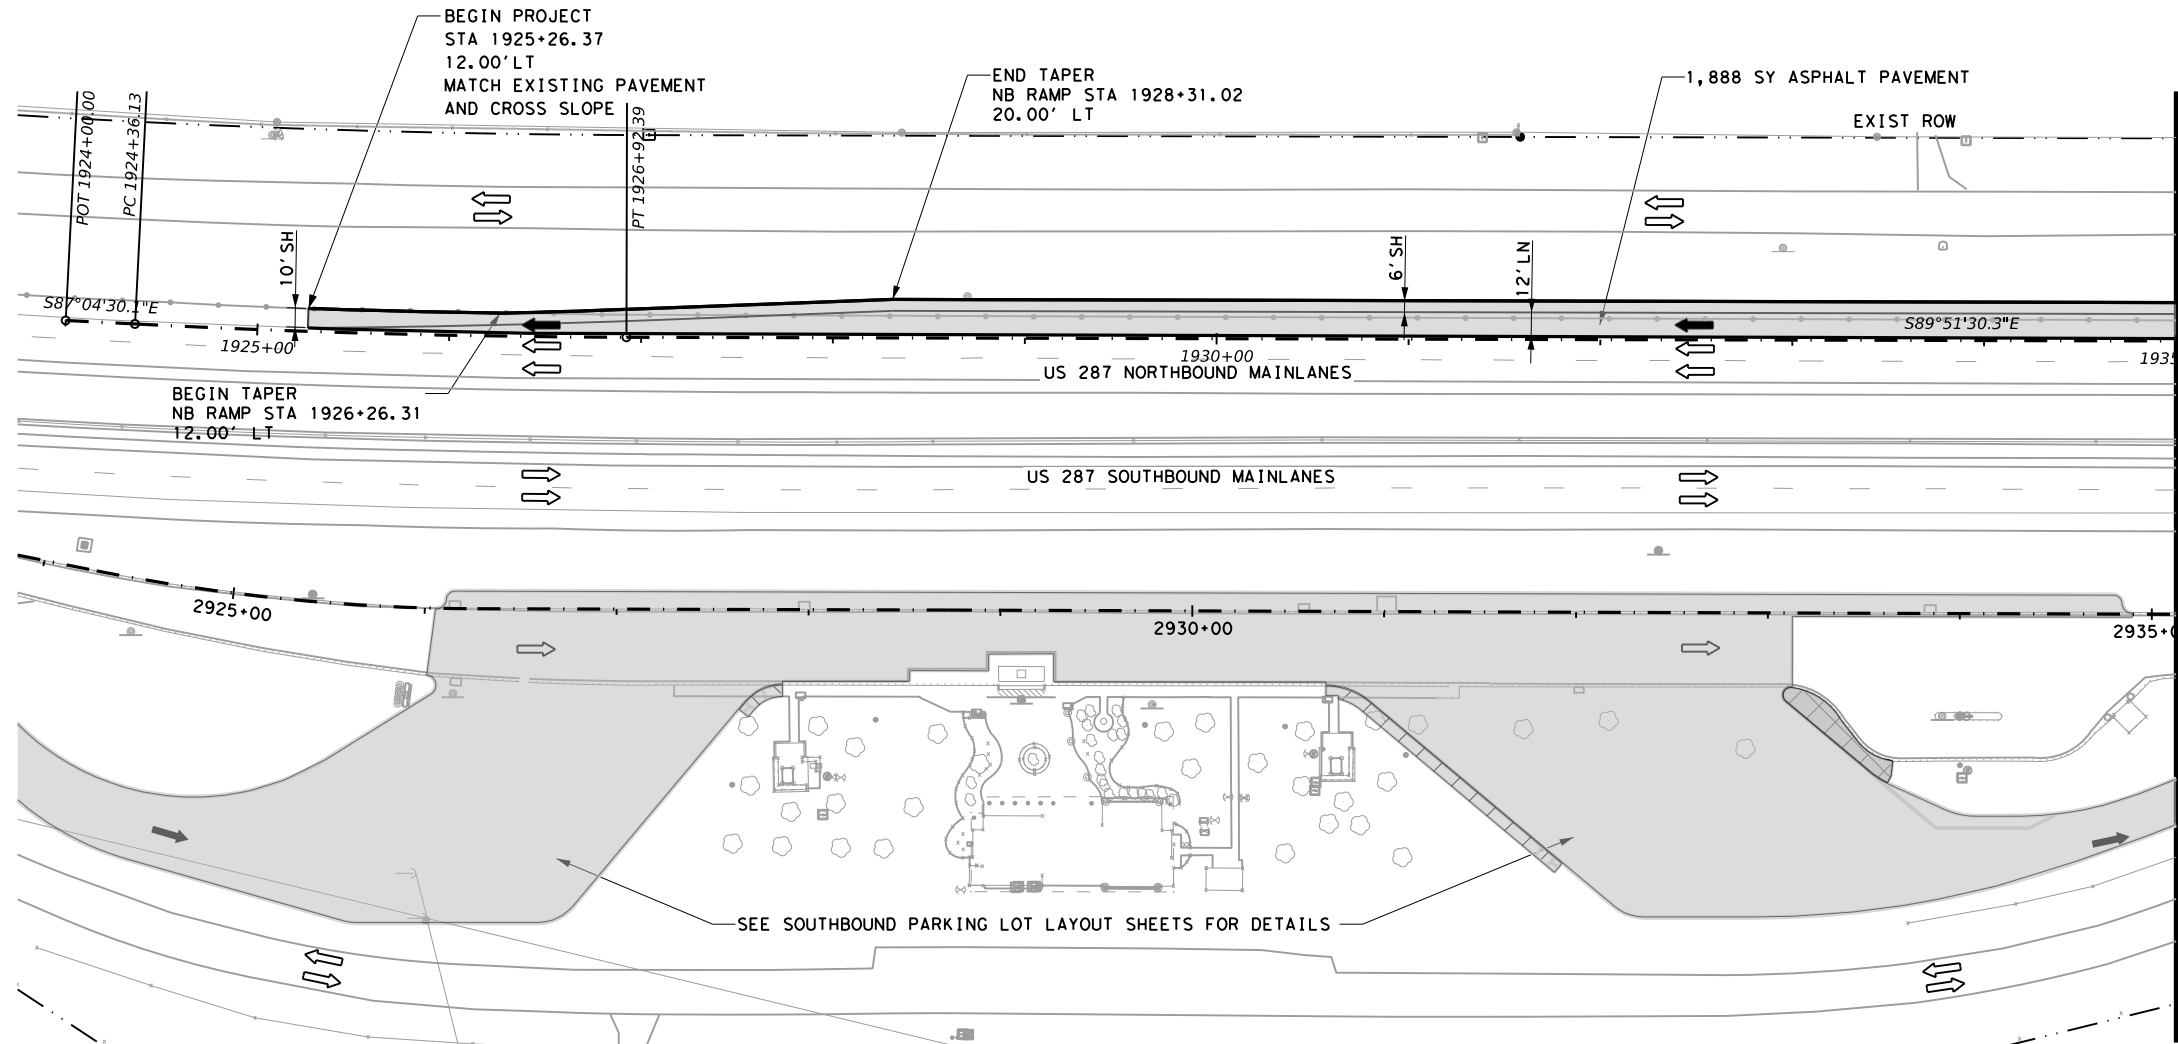 BEGIN PROJECT
STA 1925+26.37
12.00' LT
MATCH EXISTING PAVEMENT
AND CROSS SLOPE
END TAPER
NB RAMP STA 1928+31.02
20.00' LT
1,888 SY ASPHALT PAVEMENT
EXIST ROW
POT 1924+00.00
PC 1924+36.13
PT 1926+92.39
10' SH
6' SH
12' LN
S87°04'30.1"E
S89°51'30.3"E
1925+00
1930+00
1935
US 287 NORTHBOUND MAINLANES
BEGIN TAPER
NB RAMP STA 1926+26.31
12.00' LT
US 287 SOUTHBOUND MAINLANES
2925+00
2930+00
2935+0
SEE SOUTHBOUND PARKING LOT LAYOUT SHEETS FOR DETAILS